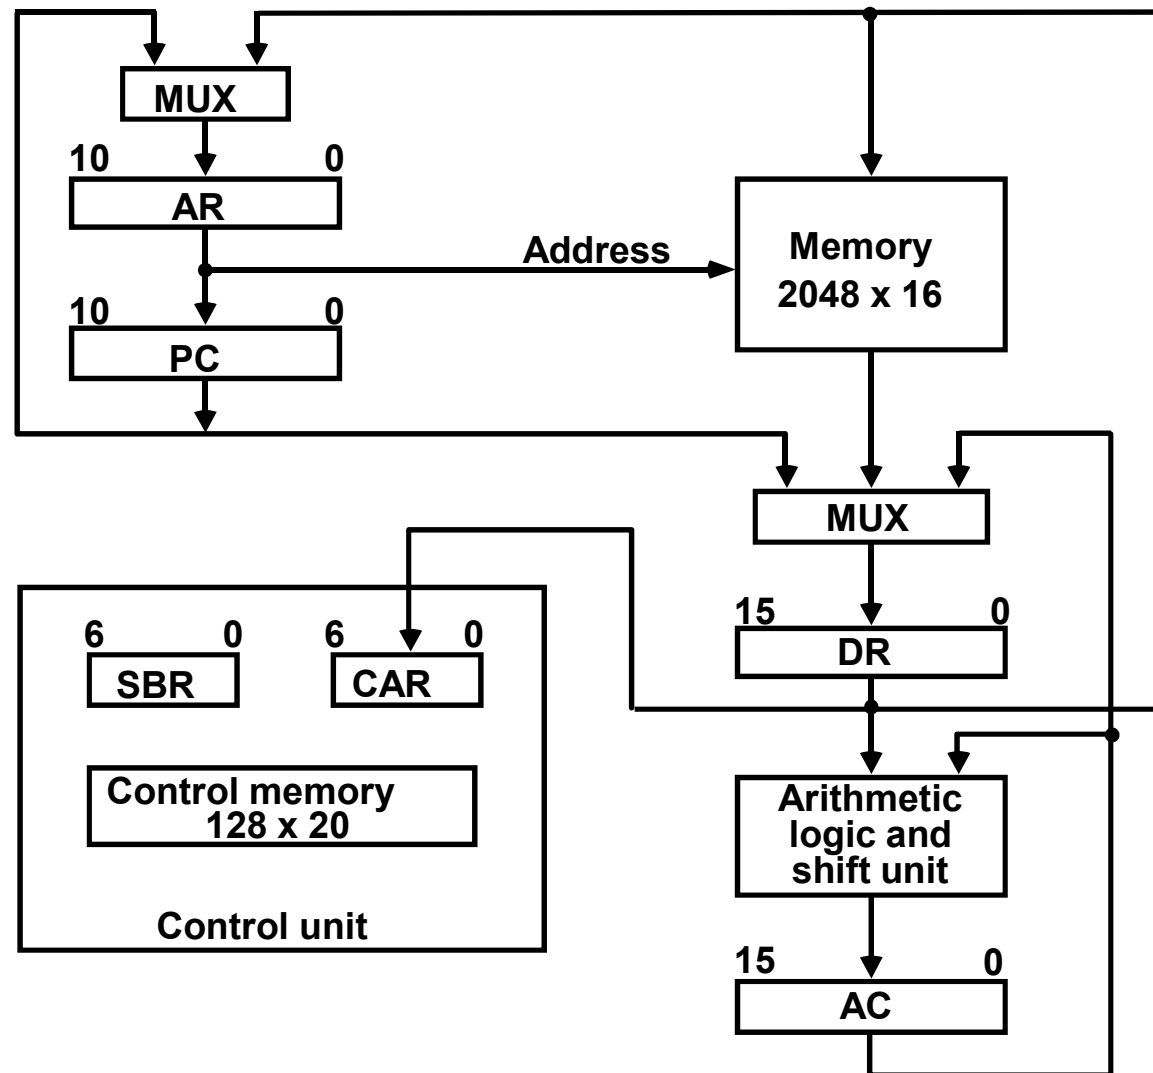 MUX
10 0
AR
Address
Memory
2048 x 16
10 0
PC
MUX
15 0
DR
6 0 6 0
SBR CAR
Control memory
128 x 20
Arithmetic
logic and
shift unit
Control unit
15 0
AC